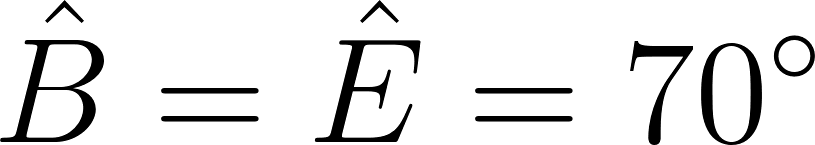 B̂ = Ê = 70°